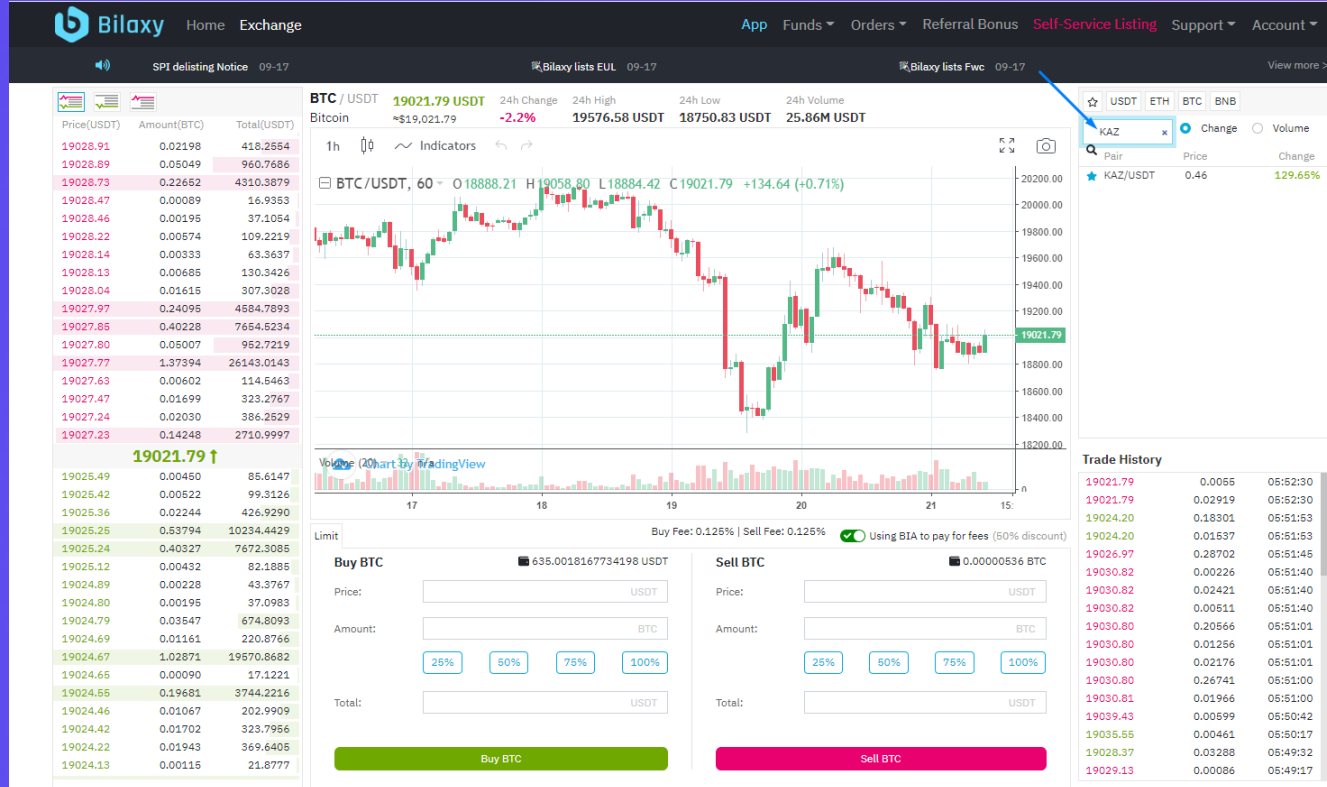 Bilaxy Home Exchange App Funds Orders Referral Bonus Self-Service Listing Support Account
SPI delisting Notice 09-17 Bilaxy lists EUL 09-17 Bilaxy lists Fwc 09-17 View more >
Price(USDT) Amount(BTC) Total(USDT)
19028.91 0.02198 418.2554
19028.89 0.05049 960.7686
19028.73 0.22652 4310.3879
19028.47 0.00089 16.9353
19028.46 0.00195 37.1054
19028.22 0.00574 109.2219
19028.14 0.00333 63.3637
19028.13 0.00685 130.3426
19028.04 0.01615 307.3028
19027.97 0.24095 4584.7893
19027.85 0.40228 7654.5234
19027.80 0.05007 952.7219
19027.77 1.37394 26143.0143
19027.63 0.00602 114.5463
19027.47 0.01699 323.2767
19027.24 0.02030 386.2529
19027.23 0.14248 2710.9997
19021.79 ↑
19025.49 0.00450 85.6147
19025.42 0.00522 99.3126
19025.36 0.02244 426.9290
19025.25 0.53794 10234.4429
19025.24 0.40327 7672.3085
19025.12 0.00432 82.1885
19024.89 0.00228 43.3767
19024.80 0.00195 37.0983
19024.79 0.03547 674.8093
19024.69 0.01161 220.8766
19024.67 1.02871 19570.8682
19024.65 0.00090 17.1221
19024.55 0.19681 3744.2216
19024.46 0.01067 202.9909
19024.42 0.01702 323.7956
19024.22 0.01943 369.6405
19024.13 0.00115 21.8777
BTC / USDT 19021.79 USDT 24h Change 24h High 24h Low 24h Volume
Bitcoin ≈$19,021.79 -2.2% 19576.58 USDT 18750.83 USDT 25.86M USDT
1h Indicators
BTC/USDT, 60 O18888.21 H19058.80 L18884.42 C19021.79 +134.64 (+0.71%)
20200.00
20000.00
19800.00
19600.00
19400.00
19200.00
19021.79
18800.00
18600.00
18400.00
18200.00
Volume (20) 32 n/a
Chart by TradingView
0
17 18 19 20 21 15:
Limit Buy Fee: 0.125% | Sell Fee: 0.125% Using BIA to pay for fees (50% discount)
Buy BTC 635.0018167734198 USDT
Price: USDT
Amount: BTC
25% 50% 75% 100%
Total: USDT
Buy BTC
Sell BTC 0.00000536 BTC
Price: USDT
Amount: BTC
25% 50% 75% 100%
Total: USDT
Sell BTC
USDT ETH BTC BNB
KAZ × Change Volume
Pair Price Change
KAZ/USDT 0.46 129.65%
Trade History
19021.79 0.0055 05:52:30
19021.79 0.02919 05:52:30
19024.20 0.18301 05:51:53
19024.20 0.01537 05:51:53
19026.97 0.28702 05:51:45
19030.82 0.00226 05:51:40
19030.82 0.02421 05:51:40
19030.82 0.00511 05:51:40
19030.80 0.20566 05:51:01
19030.80 0.01256 05:51:01
19030.80 0.02176 05:51:01
19030.80 0.26741 05:51:00
19030.81 0.01966 05:51:00
19039.43 0.00599 05:50:42
19035.55 0.00461 05:50:17
19028.37 0.03288 05:49:32
19029.13 0.00086 05:49:17